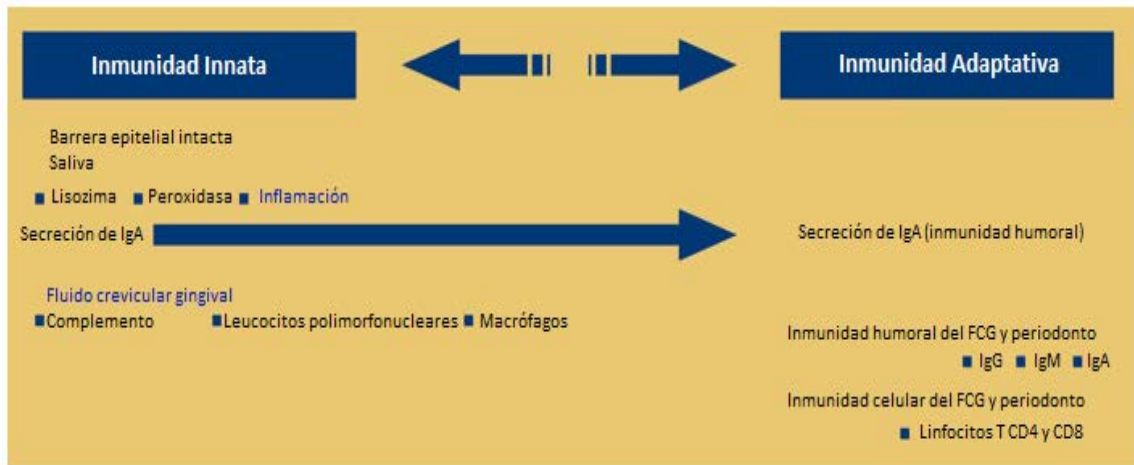 Inmunidad Innata
Inmunidad Adaptativa
Barrera epitelial intacta
Saliva
Lisozima Peroxidasa Inflamación
Secreción de IgA
Secreción de IgA (inmunidad humoral)
Fluido crevicular gingival
Complemento Leucocitos polimorfonucleares Macrófagos
Inmunidad humoral del FCG y periodonto
IgG IgM IgA
Inmunidad celular del FCG y periodonto
Linfocitos T CD4 y CD8